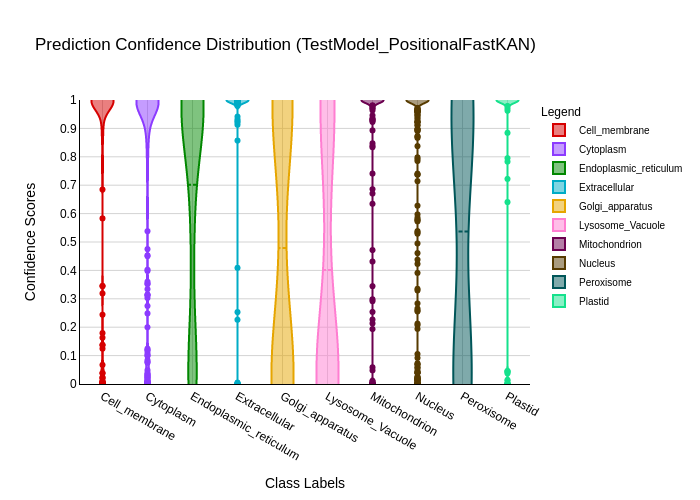 Prediction Confidence Distribution (TestModel_PositionalFastKAN)
Legend
Cell_membrane
Cytoplasm
Endoplasmic_reticulum
Extracellular
Golgi_apparatus
Lysosome_Vacuole
Mitochondrion
Nucleus
Peroxisome
Plastid
Confidence Scores
1
0.9
0.8
0.7
0.6
0.5
0.4
0.3
0.2
0.1
0
Cell_membrane
Cytoplasm
Endoplasmic_reticulum
Extracellular
Golgi_apparatus
Lysosome_Vacuole
Mitochondrion
Nucleus
Peroxisome
Plastid
Class Labels